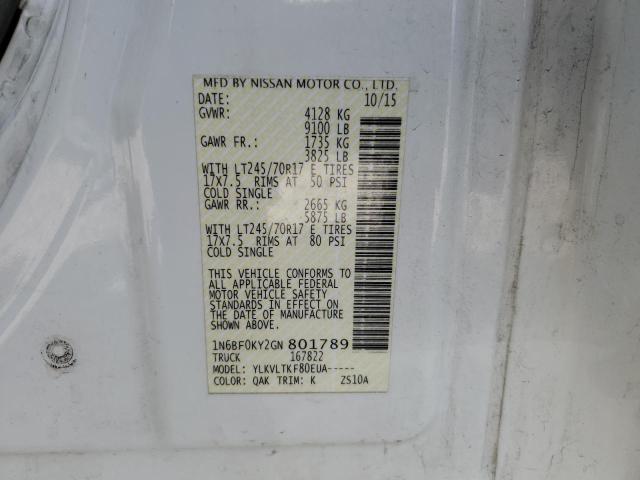 MFD BY NISSAN MOTOR CO., LTD.
DATE: 10/15
GVWR: 4128 KG
9100 LB
GAWR FR.: 1735 KG
3825 LB
WITH LT245/70R17 E TIRES
17X7.5 RIMS AT 50 PSI
COLD SINGLE
GAWR RR.: 2665 KG
5875 LB
WITH LT245/70R17 E TIRES
17X7.5 RIMS AT 80 PSI
COLD SINGLE
THIS VEHICLE CONFORMS TO
ALL APPLICABLE FEDERAL
MOTOR VEHICLE SAFETY
STANDARDS IN EFFECT ON
THE DATE OF MANUFACTURE
SHOWN ABOVE.
1N6BF0KY2GN 801789
TRUCK 167822
MODEL: YLKVLTKF80EUA-----
COLOR: QAK TRIM: K ZS10A